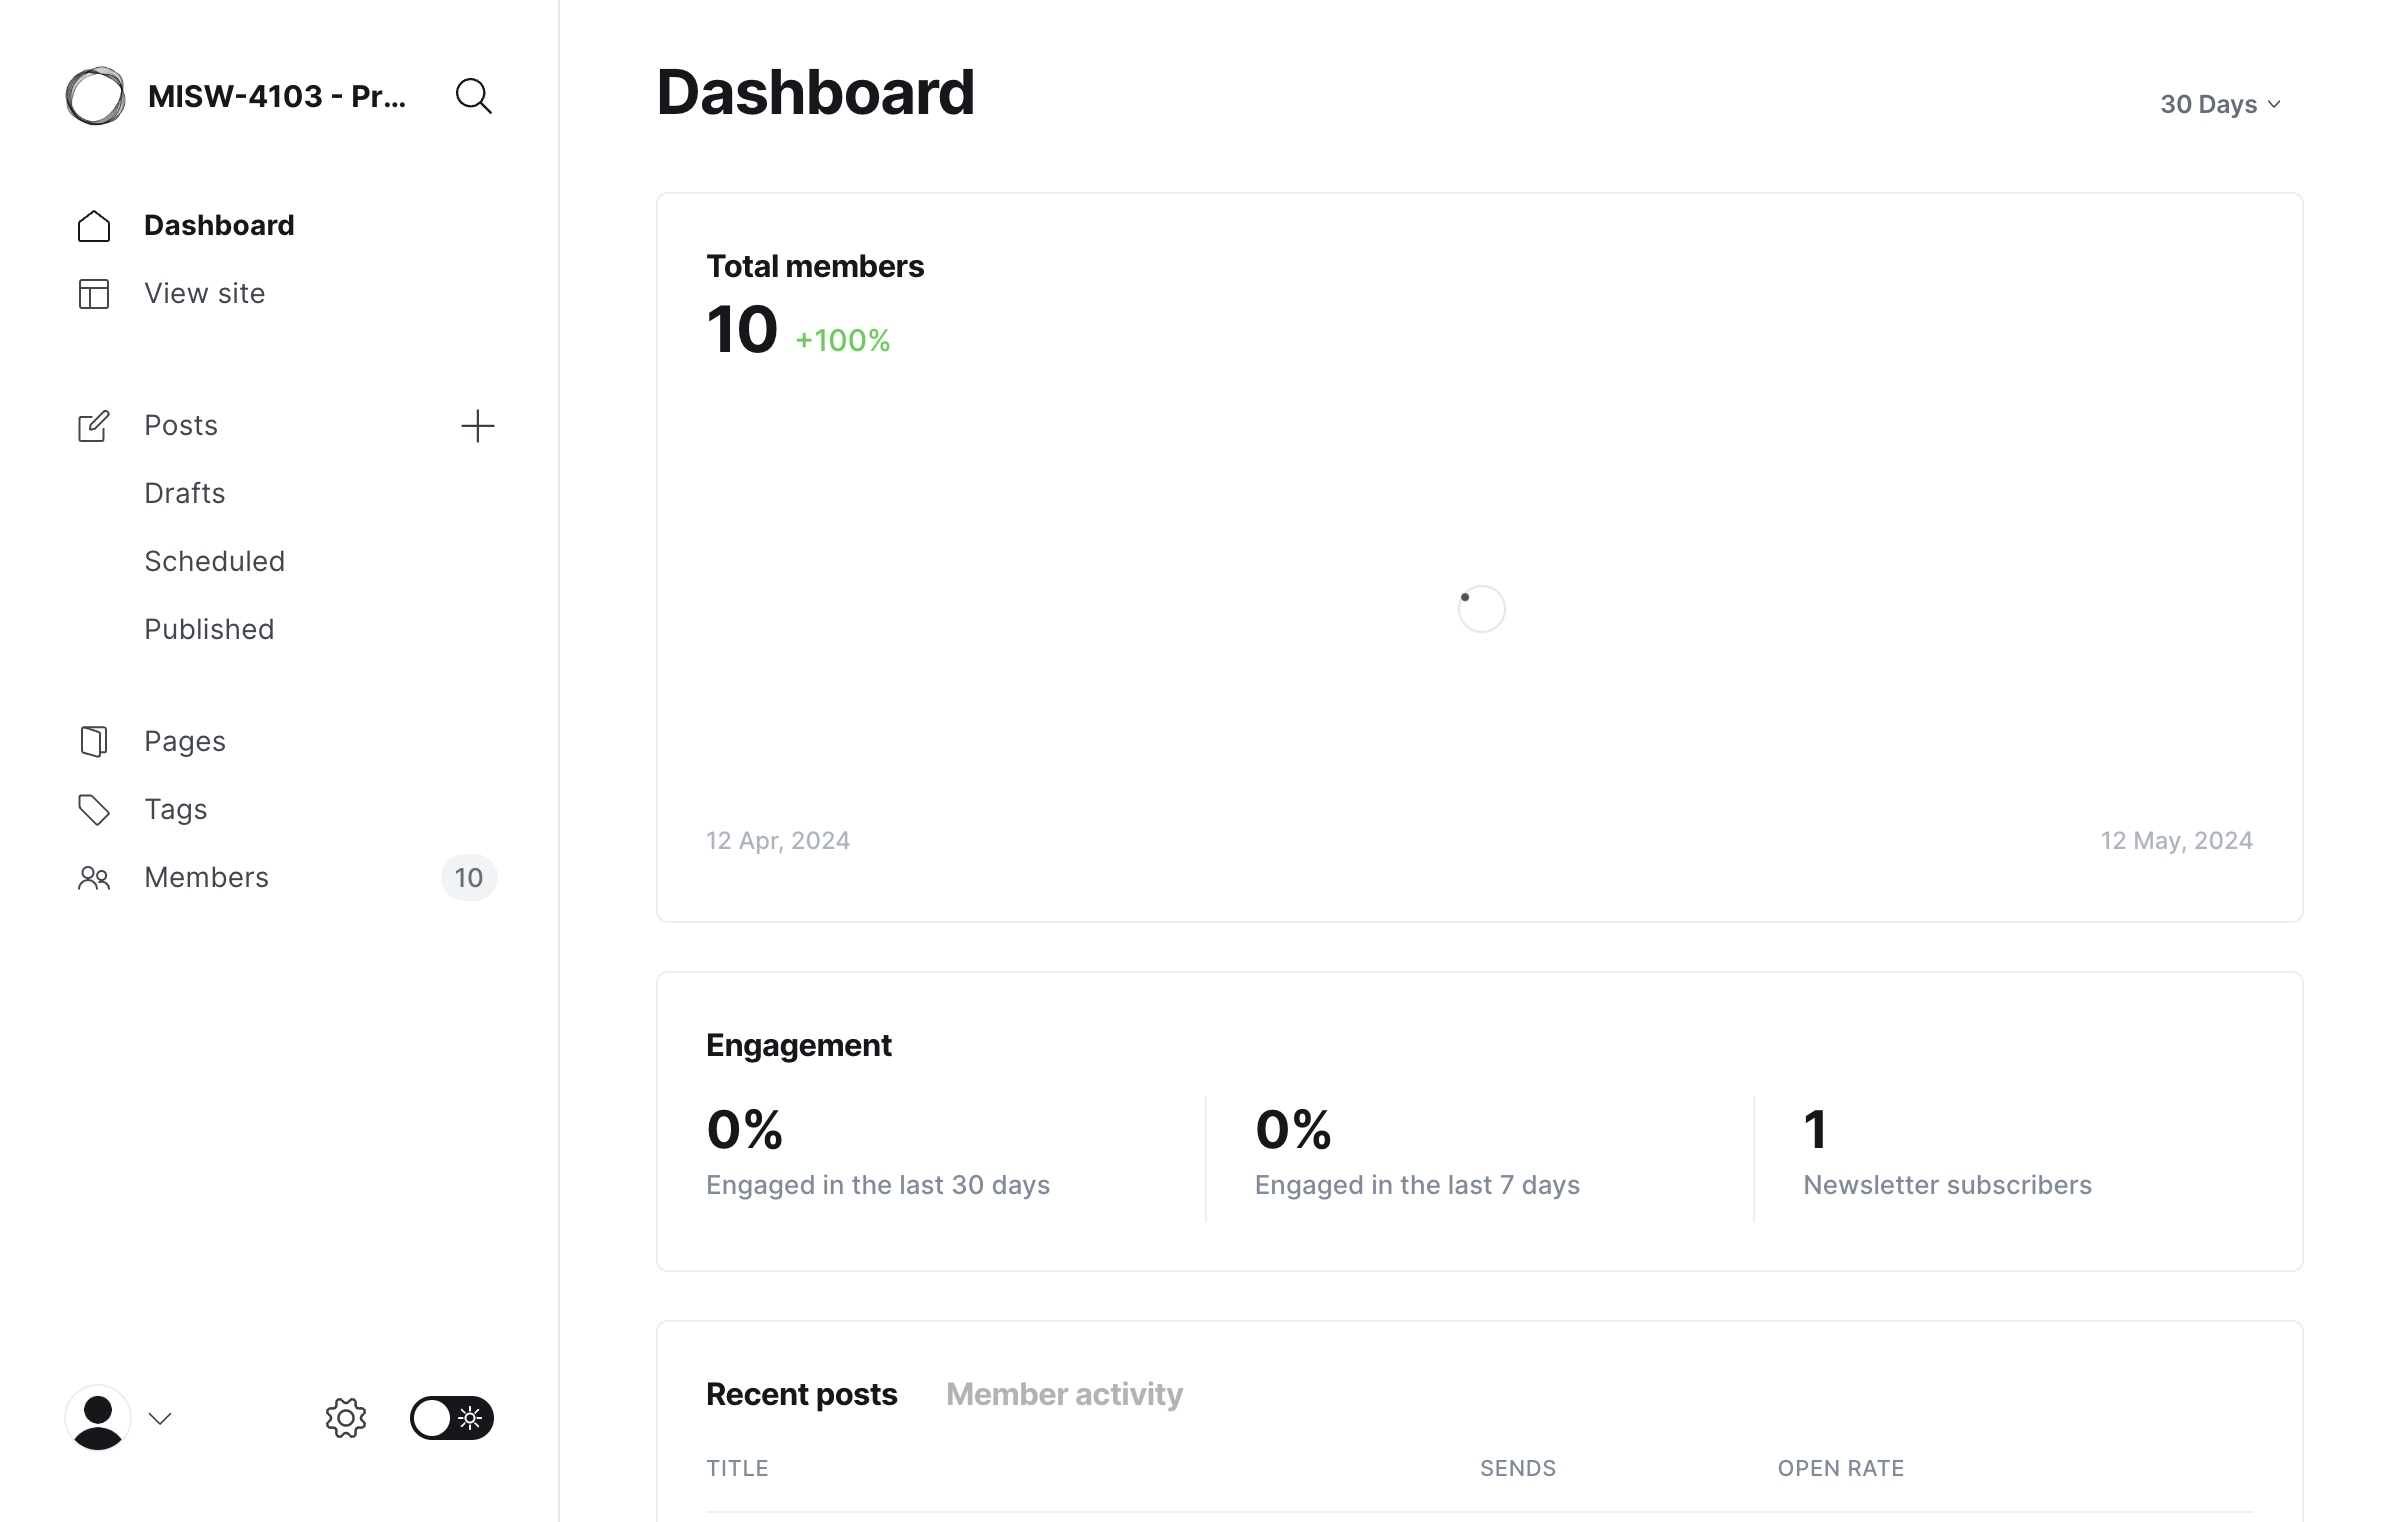 MISW-4103 - Pr...
Dashboard
View site
Posts
Drafts
Scheduled
Published
Pages
Tags
Members 10
Dashboard
30 Days
Total members
10 +100%
12 Apr, 2024 12 May, 2024
Engagement
0% 0% 1
Engaged in the last 30 days Engaged in the last 7 days Newsletter subscribers
Recent posts Member activity
TITLE SENDS OPEN RATE